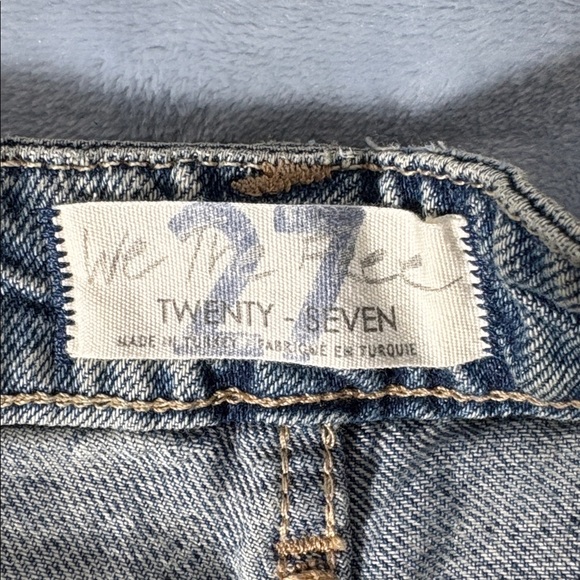 We The Free
27
TWENTY - SEVEN
MADE IN TURKEY - FABRIQUÉ EN TURQUIE